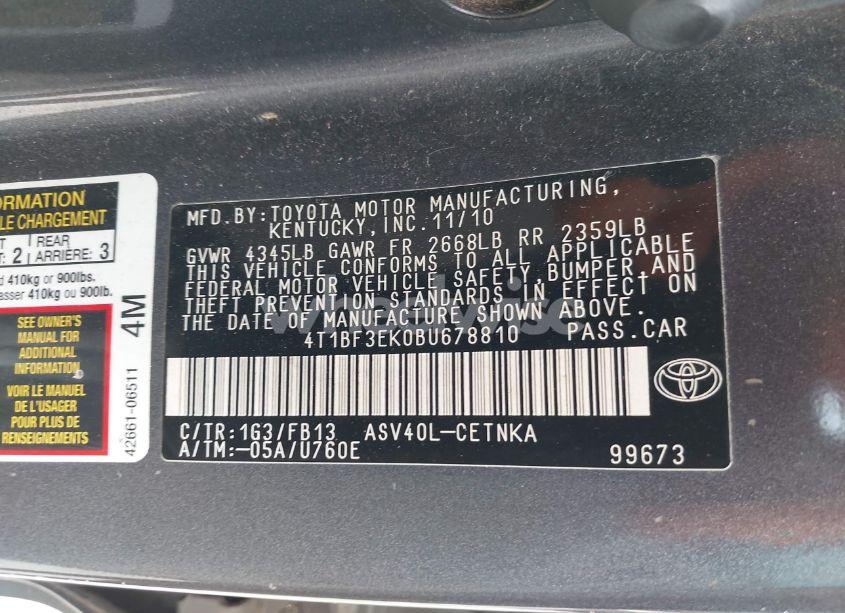 ORMATION
LE CHARGEMENT
REAR
: 2 ARRIÈRE: 3
d 410kg or 900lbs.
asser 410kg ou 900lb.
SEE OWNER'S
MANUAL FOR
ADDITIONAL
INFORMATION
VOIR LE MANUEL
DE L'USAGER
POUR PLUS DE
RENSEIGNEMENTS
4M
42661-06511
MFD.BY:TOYOTA MOTOR MANUFACTURING,
KENTUCKY,INC.11/10
GVWR 4345LB GAWR FR 2668LB RR 2359LB
THIS VEHICLE CONFORMS TO ALL APPLICABLE
FEDERAL MOTOR VEHICLE SAFETY,BUMPER,AND
THEFT PREVENTION STANDARDS IN EFFECT ON
THE DATE OF MANUFACTURE SHOWN ABOVE.
4T1BF3EK0BU678810 PASS.CAR
C/TR:1G3/FB13 ASV40L-CETNKA
A/TM:-05A/U760E
99673